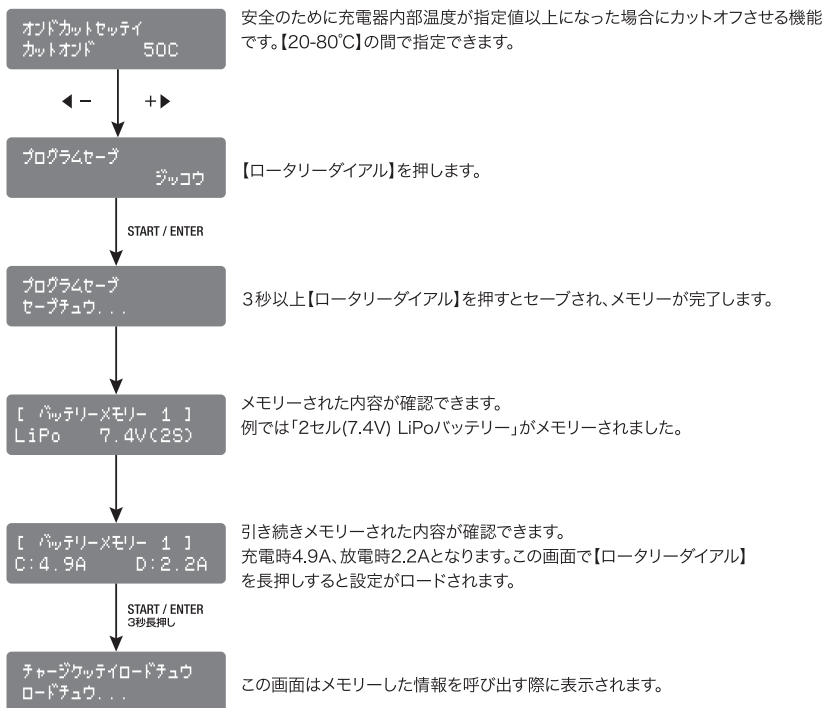 オンドカットセッテイ
カットオンド 50C
安全のために充電器内部温度が指定値以上になった場合にカットオフさせる機能
です。【20-80℃】の間で指定できます。
◀ − +▶
プログラムセーブ
ジッコウ
【ロータリーダイアル】を押します。
START / ENTER
プログラムセーブ
セーブチュウ...
3秒以上【ロータリーダイアル】を押すとセーブされ、メモリーが完了します。
[ バッテリーメモリー 1 ]
LiPo 7.4V(2S)
メモリーされた内容が確認できます。
例では「2セル(7.4V) LiPoバッテリー」がメモリーされました。
[ バッテリーメモリー 1 ]
C:4.9A D:2.2A
引き続きメモリーされた内容が確認できます。
充電時4.9A、放電時2.2Aとなります。この画面で【ロータリーダイアル】
を長押しすると設定がロードされます。
START / ENTER
3秒長押し
チャージケッテイロードチュウ
ロードチュウ...
この画面はメモリーした情報を呼び出す際に表示されます。